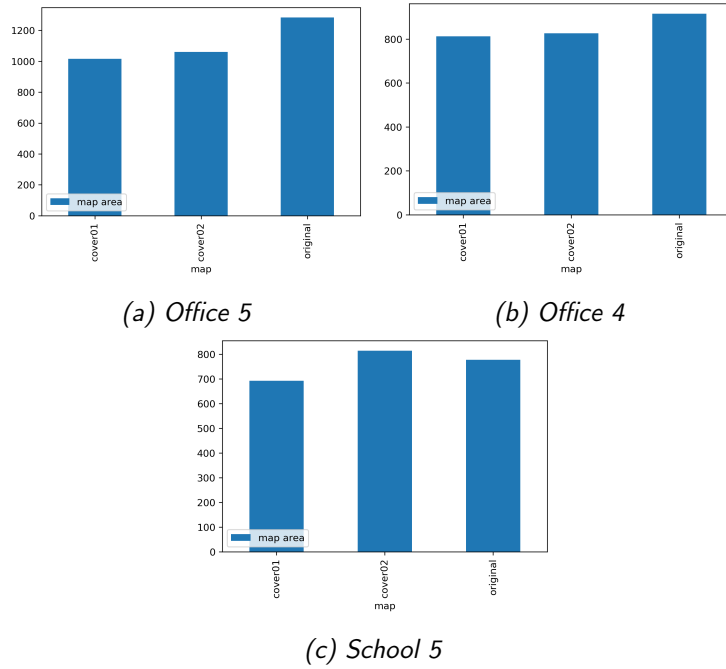 1200
1000
800
600
400
200
0
map area
cover01
cover02
original
map
(a) Office 5
800
600
400
200
0
map area
cover01
cover02
original
map
(b) Office 4
800
700
600
500
400
300
200
100
0
map area
cover01
cover02
original
map
(c) School 5